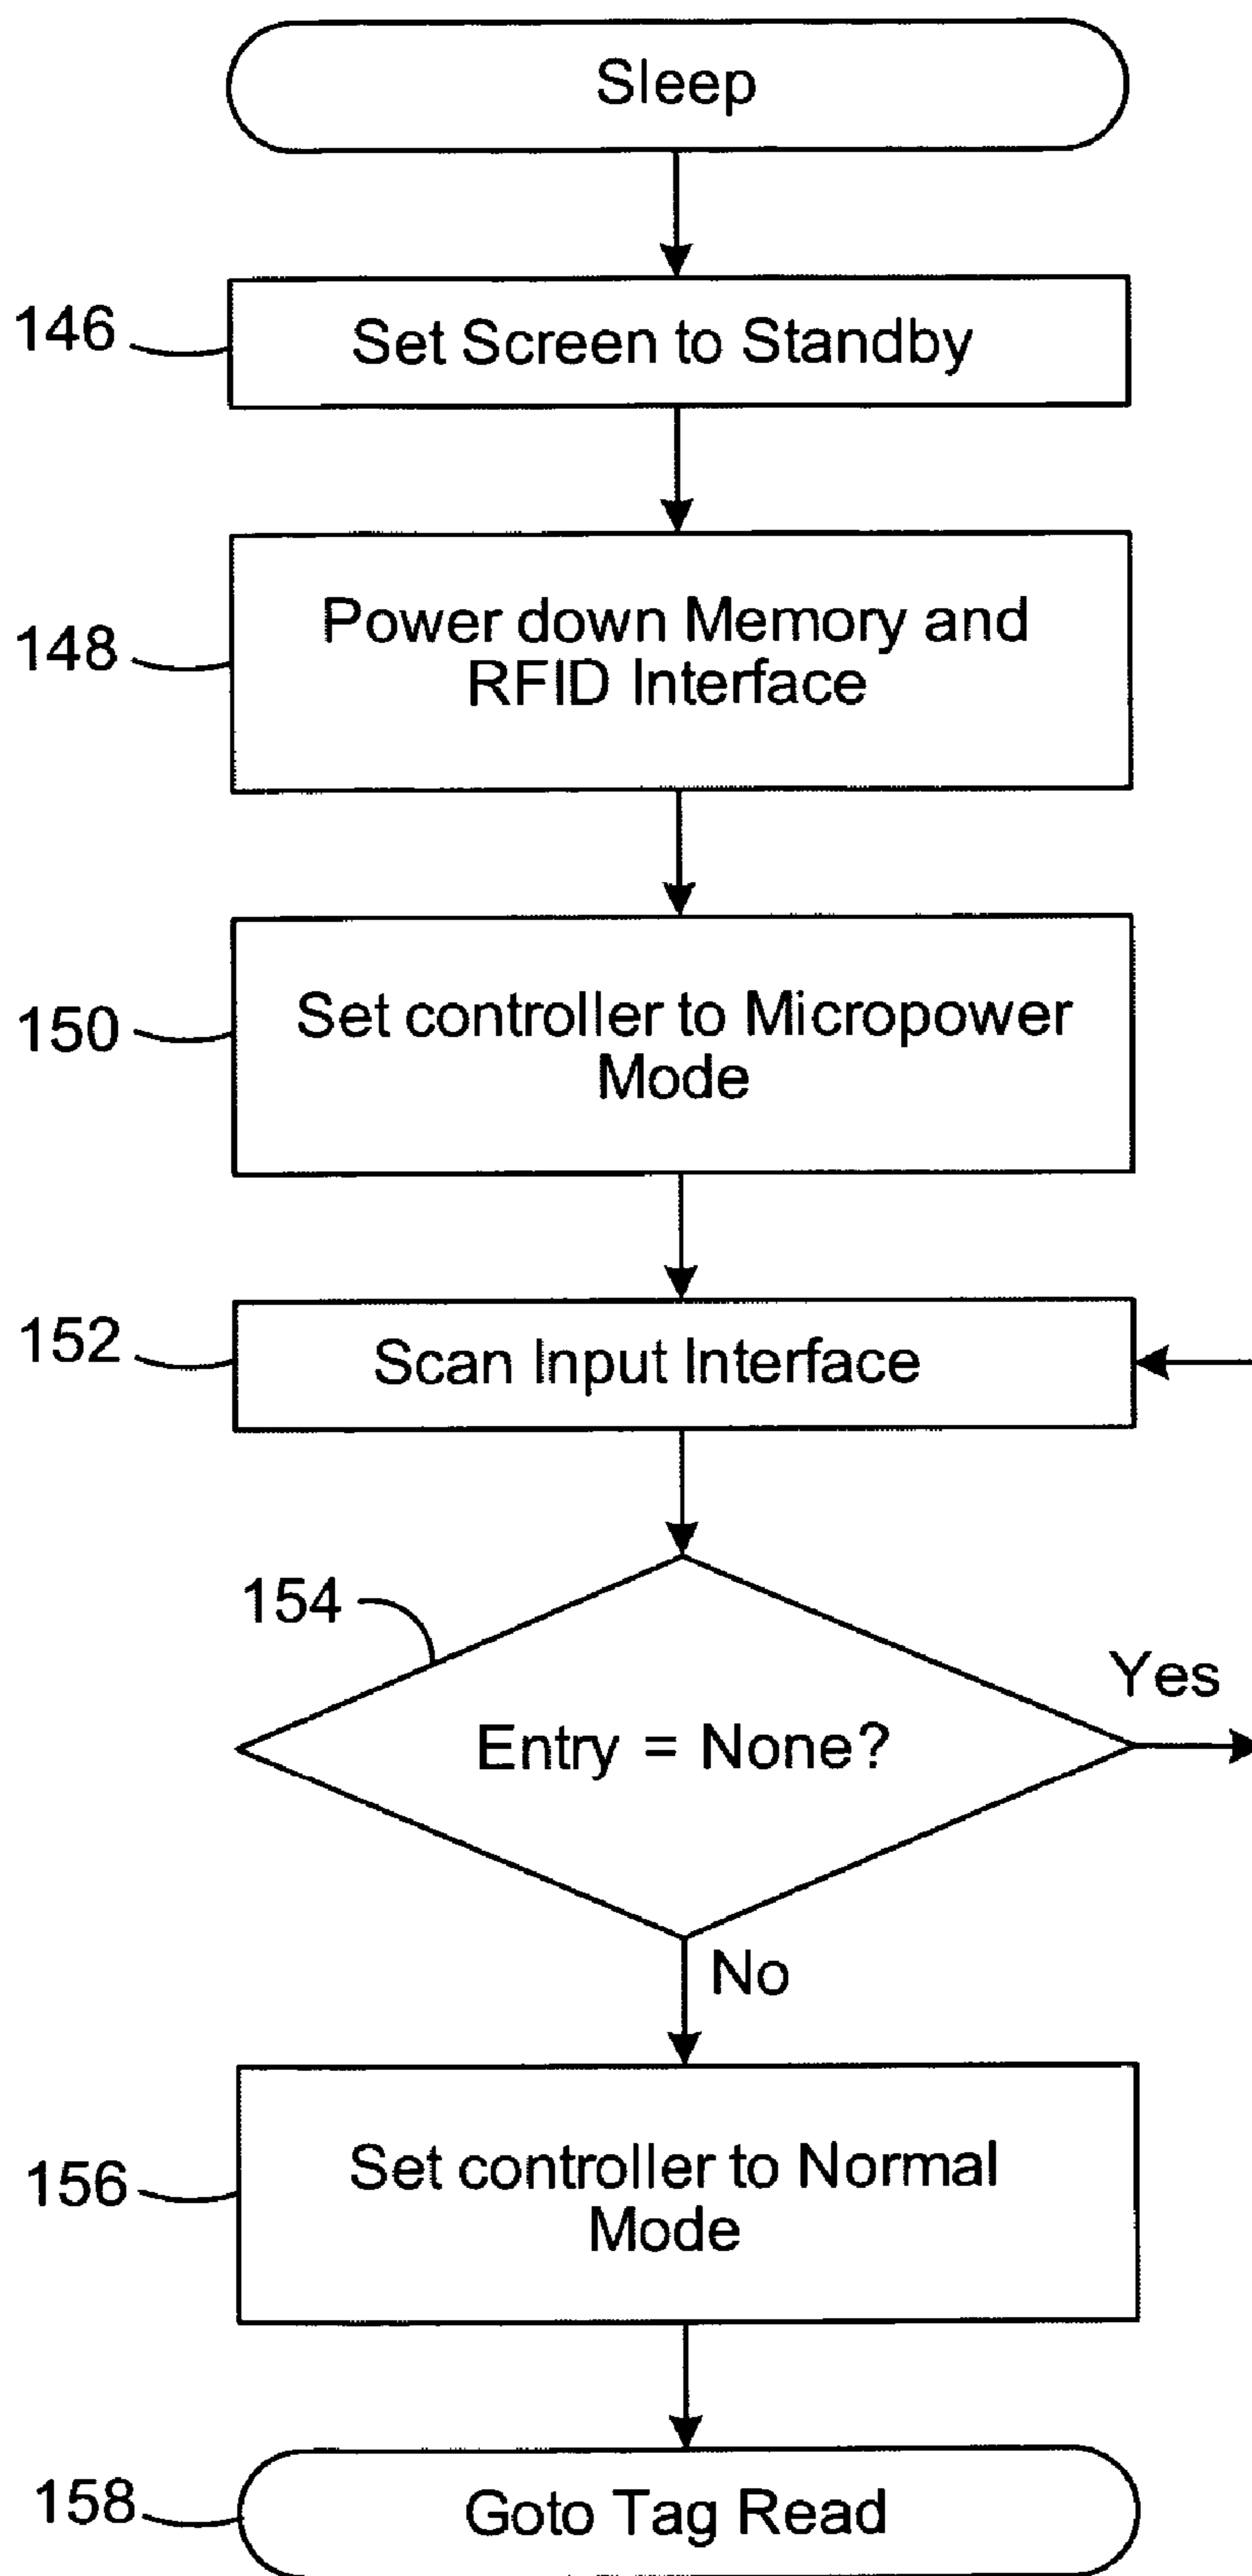 Sleep
146
Set Screen to Standby
148
Power down Memory and
RFID Interface
150
Set controller to Micropower
Mode
152
Scan Input Interface
154
Yes
Entry = None?
No
156
Set controller to Normal
Mode
158
Goto Tag Read